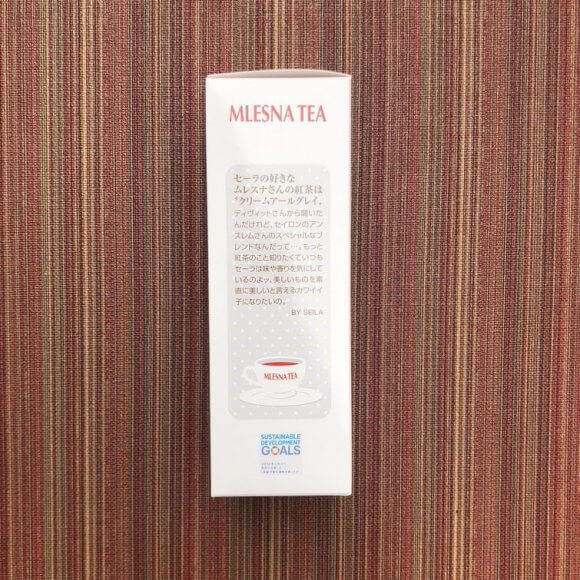 MLESNA TEA
セーラの好きな
ムレスナさんの紅茶は
"クリームアールグレイ。
ディヴィットさんから聞いた
んだけれど、セイロンのアン
スレムさんのスペシャルなブ
レンドなんだって…。もっと
紅茶のこと知りたくていつも
セーラは味や香りを気にして
いるのよッ。美しいものを素
直に美しいと言えるカワイイ
子になりたいの。
BY SEILA
MLESNA TEA
SUSTAINABLE
DEVELOPMENT
GOALS